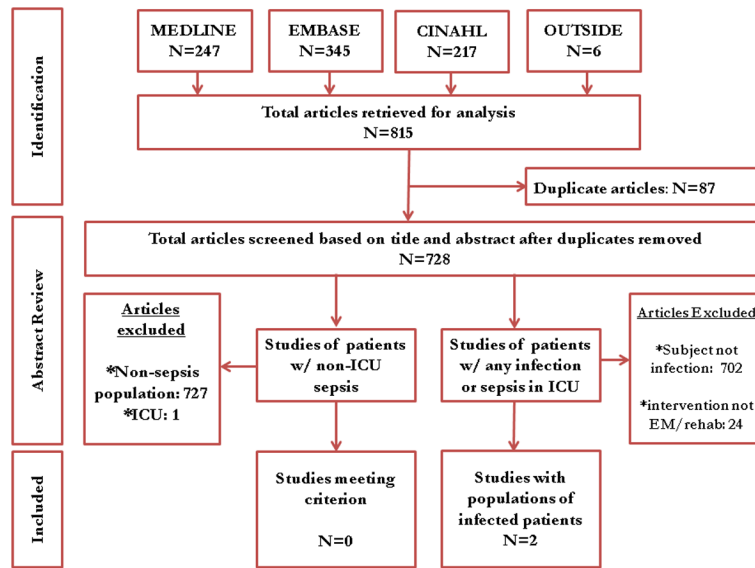 Identification
MEDLINE
N=247
EMBASE
N=345
CINAHL
N=217
OUTSIDE
N=6
Total articles retrieved for analysis
N=815
Duplicate articles: N=87
Abstract Review
Total articles screened based on title and abstract after duplicates removed
N=728
Articles
excluded
*Non-sepsis
population: 727
*ICU: 1
Studies of patients
w/ non-ICU
sepsis
Studies of patients
w/ any infection
or sepsis in ICU
Articles Excluded
*Subject not
infection: 702
*intervention not
EM/rehab: 24
Included
Studies meeting
criterion
N=0
Studies with
populations of
infected patients
N=2